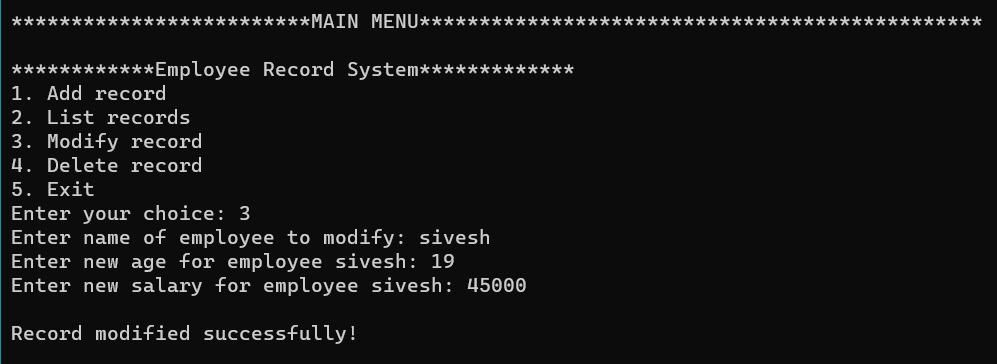 *************************MAIN MENU***********************************************
************Employee Record System*************
1. Add record
2. List records
3. Modify record
4. Delete record
5. Exit
Enter your choice: 3
Enter name of employee to modify: sivesh
Enter new age for employee sivesh: 19
Enter new salary for employee sivesh: 45000
Record modified successfully!